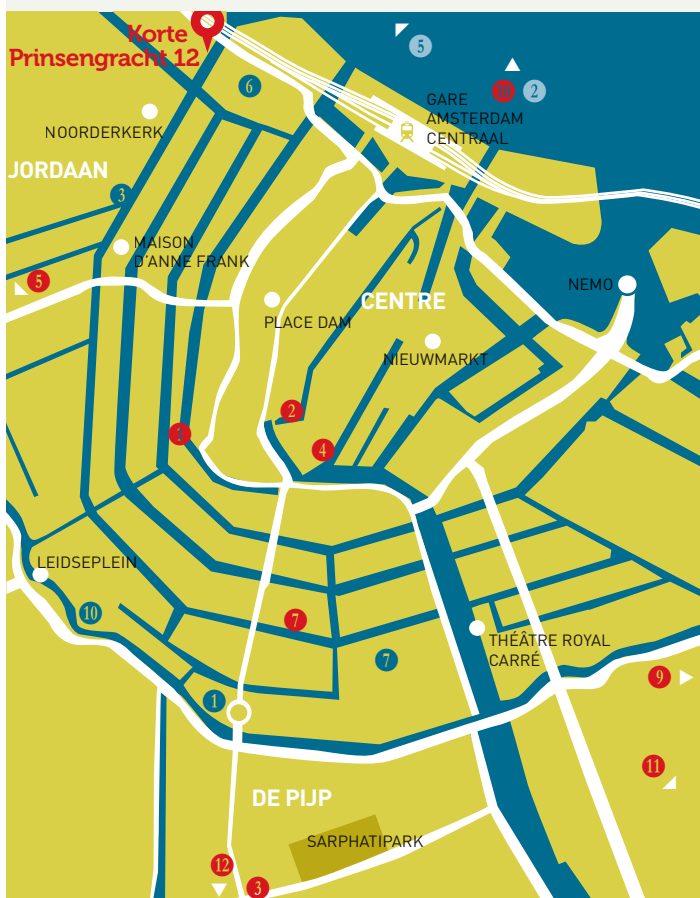 Korte
Prinsengracht 12
5
10
2
6
GARE
AMSTERDAM
CENTRAAL
NOORDERKERK
JORDAAN
3
MAISON
D'ANNE FRANK
5
NEMO
CENTRE
PLACE DAM
NIEUWMARKT
2
1
4
LEIDSEPLEIN
10
7
7
THÉÂTRE ROYAL
CARRÉ
9
1
11
DE PIJP
SARPHATIPARK
12
3